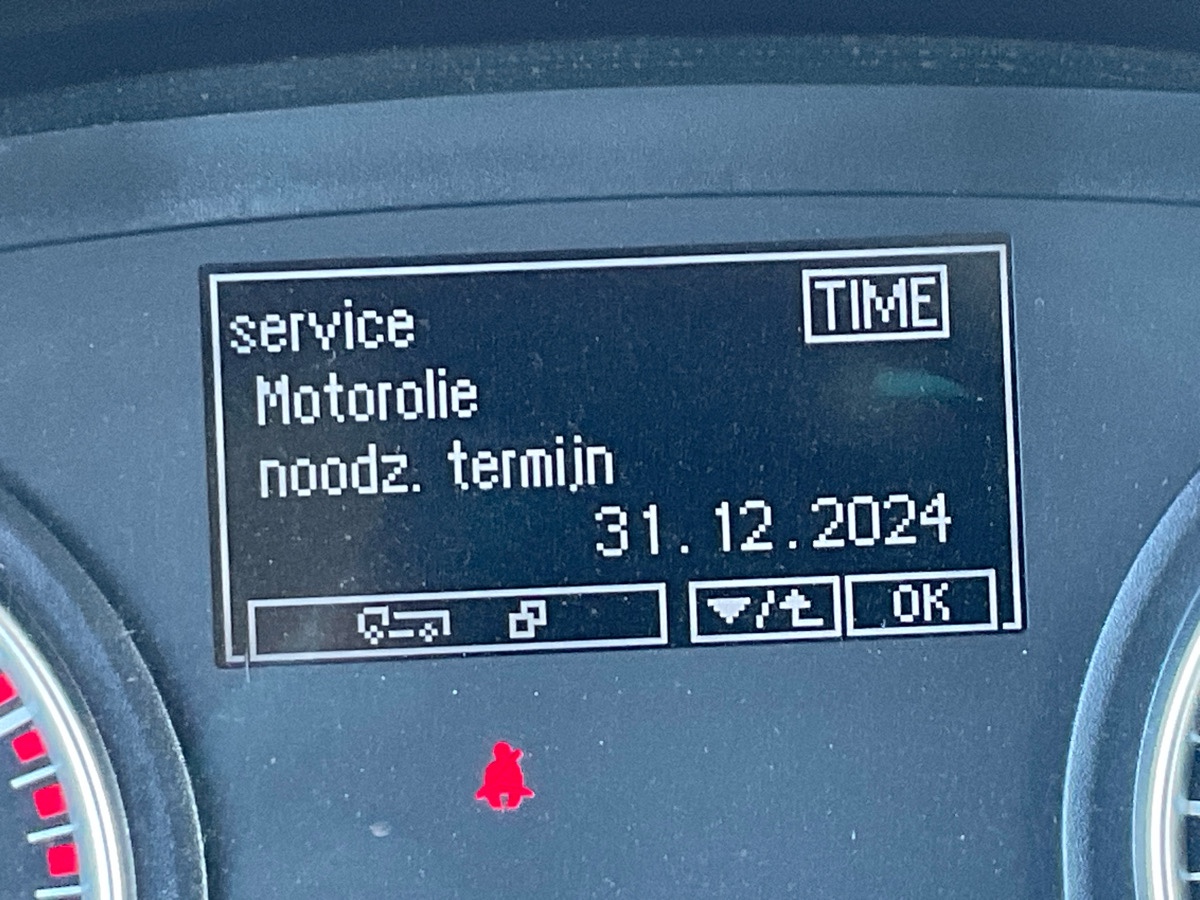 service
TIME
Motorolie
noodz. termijn
31.12.2024
OK